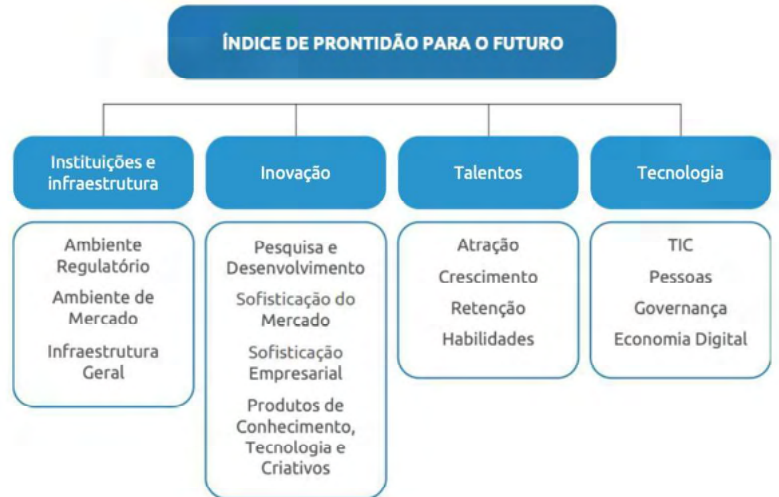 ÍNDICE DE PRONTIDÃO PARA O FUTURO
Instituições e
infraestrutura
Ambiente
Regulatório
Ambiente de
Mercado
Infraestrutura
Geral
Inovação
Pesquisa e
Desenvolvimento
Sofisticação do
Mercado
Sofisticação
Empresarial
Produtos de
Conhecimento,
Tecnologia e
Criativos
Talentos
Atração
Crescimento
Retenção
Habilidades
Tecnologia
TIC
Pessoas
Governança
Economia Digital